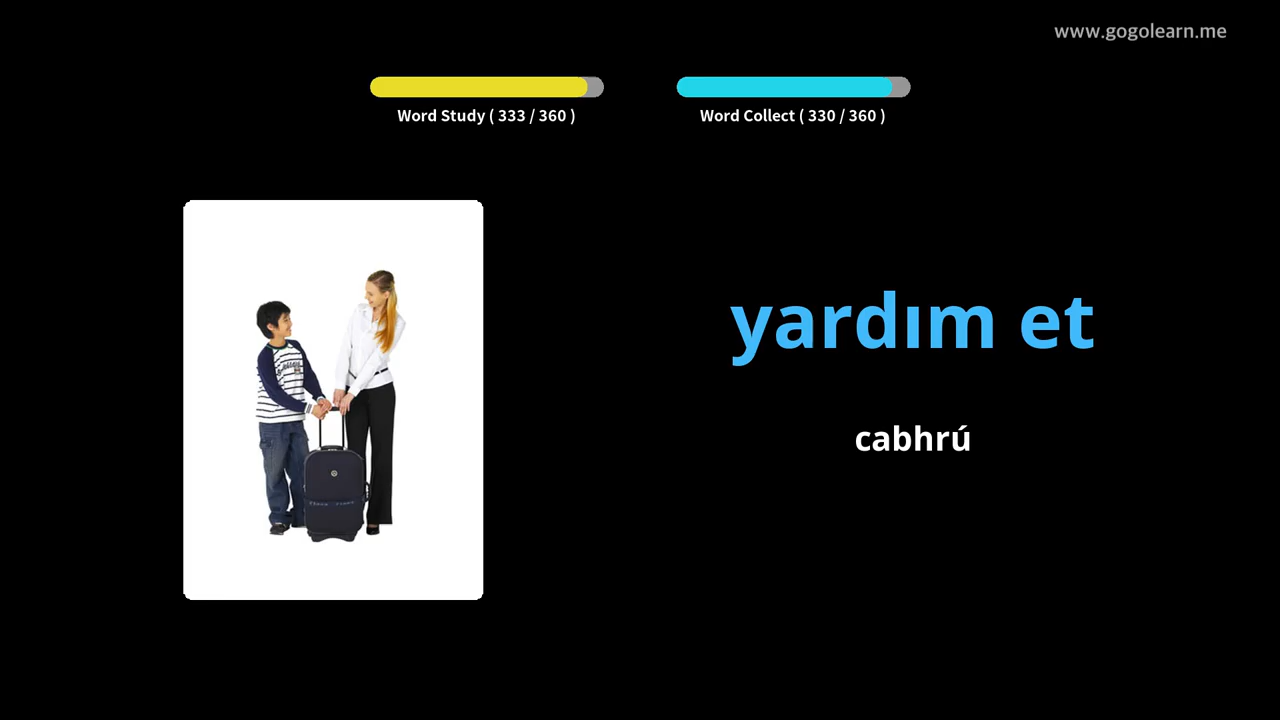 www.gogolearn.me
Word Study ( 333 / 360 )
Word Collect ( 330 / 360 )
yardım et
cabhrú